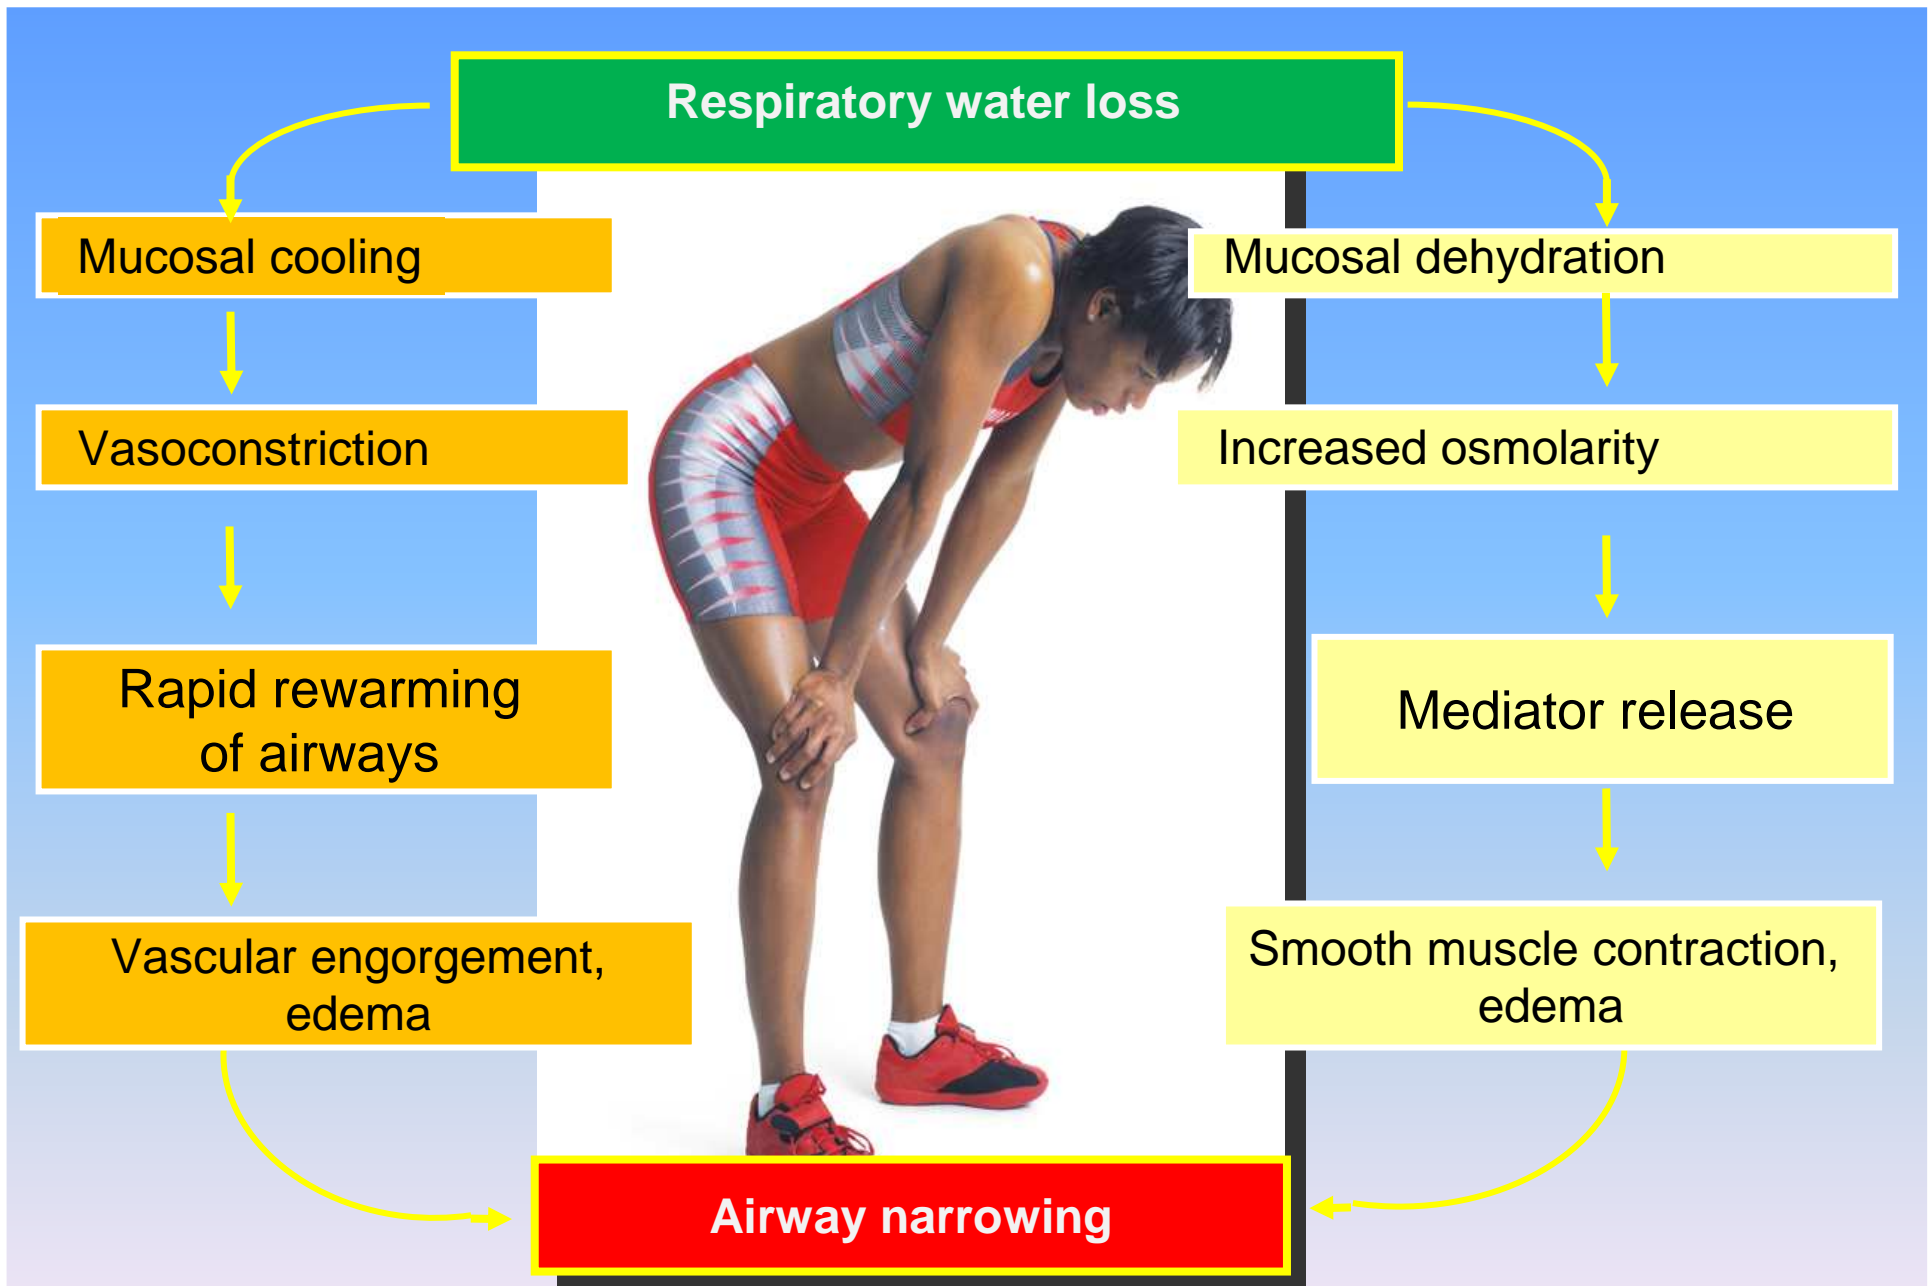 Respiratory water loss
Mucosal cooling
Vasoconstriction
Rapid rewarming
of airways
Vascular engorgement,
edema
Mucosal dehydration
Increased osmolarity
Mediator release
Smooth muscle contraction,
edema
Airway narrowing